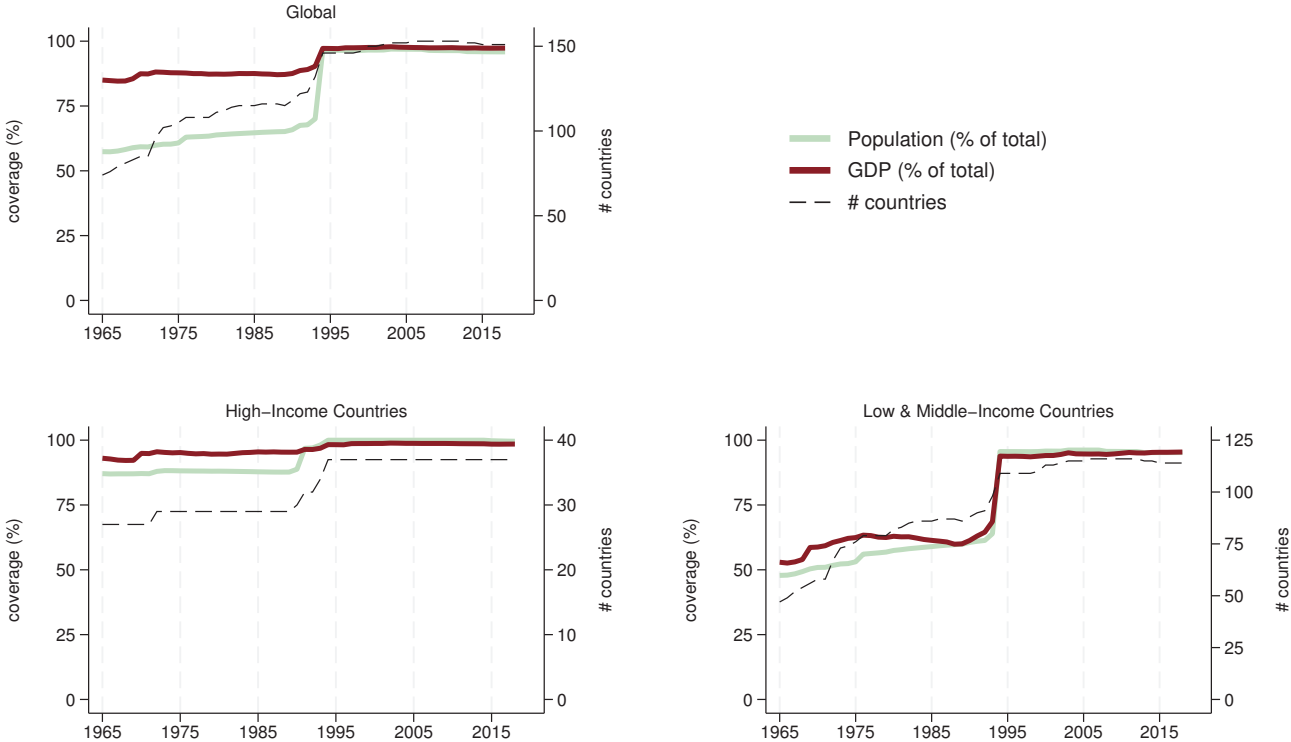 Global
100
75
50
25
0
coverage (%)
150
100
50
0
# countries
1965 1975 1985 1995 2005 2015
Population (% of total)
GDP (% of total)
# countries
High−Income Countries
100
75
50
25
0
coverage (%)
40
30
20
10
0
# countries
1965 1975 1985 1995 2005 2015
Low & Middle−Income Countries
100
75
50
25
0
coverage (%)
125
100
75
50
25
0
# countries
1965 1975 1985 1995 2005 2015